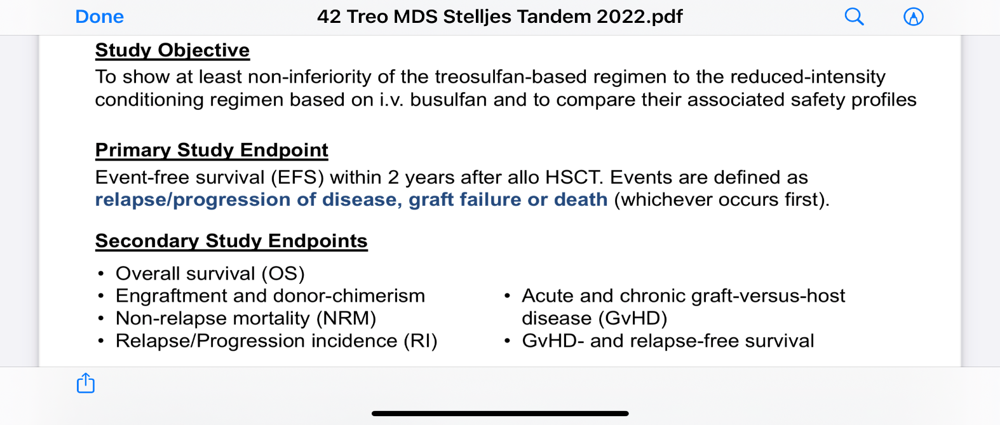 Done
42 Treo MDS Stelljes Tandem 2022.pdf
Study Objective
To show at least non-inferiority of the treosulfan-based regimen to the reduced-intensity
conditioning regimen based on i.v. busulfan and to compare their associated safety profiles
Primary Study Endpoint
Event-free survival (EFS) within 2 years after allo HSCT. Events are defined as
relapse/progression of disease, graft failure or death (whichever occurs first).
Secondary Study Endpoints
• Overall survival (OS)
• Engraftment and donor-chimerism
• Non-relapse mortality (NRM)
• Relapse/Progression incidence (RI)
• Acute and chronic graft-versus-host
disease (GvHD)
• GvHD- and relapse-free survival